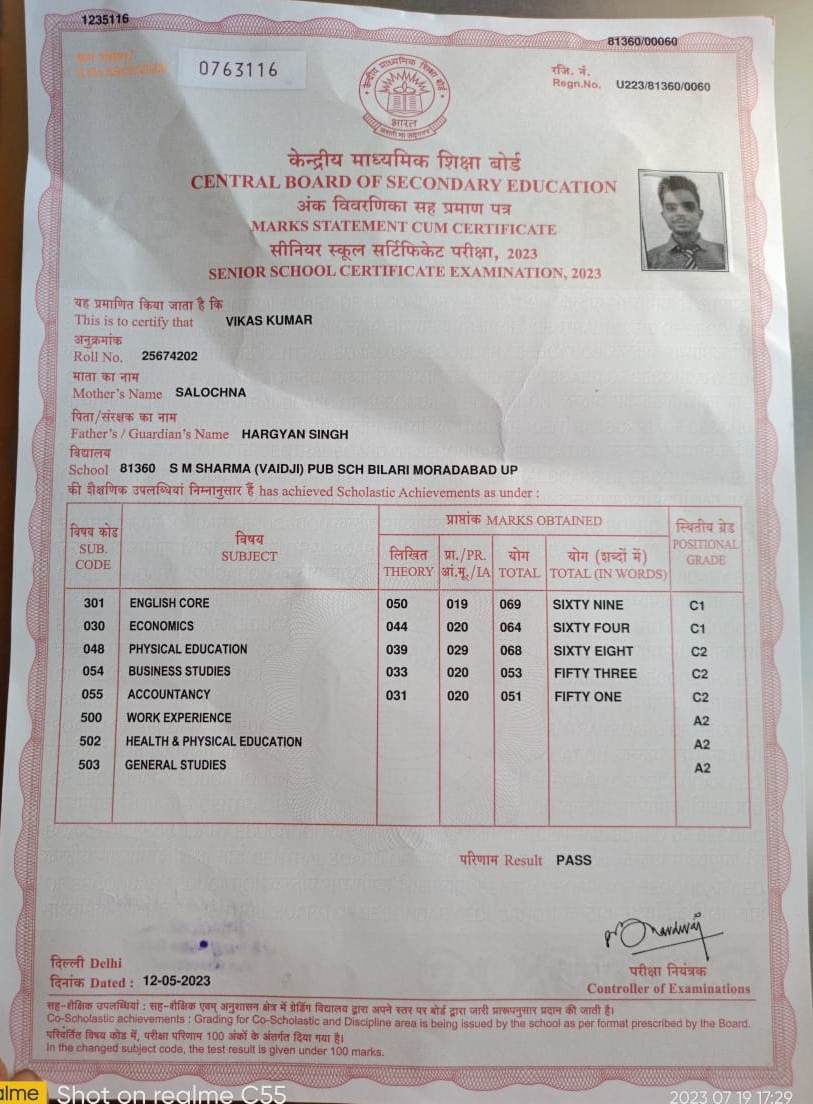 1235116
81360/00060
0763116
रजि. नं.
Regn.No. U223/81360/0060
केन्द्रीय माध्यमिक शिक्षा बोर्ड
भारत
केन्द्रीय माध्यमिक शिक्षा बोर्ड
CENTRAL BOARD OF SECONDARY EDUCATION
अंक विवरणिका सह प्रमाण पत्र
MARKS STATEMENT CUM CERTIFICATE
सीनियर स्कूल सर्टिफिकेट परीक्षा, 2023
SENIOR SCHOOL CERTIFICATE EXAMINATION, 2023
यह प्रमाणित किया जाता है कि
This is to certify that VIKAS KUMAR
अनुक्रमांक
Roll No. 25674202
माता का नाम
Mother's Name SALOCHNA
पिता/संरक्षक का नाम
Father's / Guardian's Name HARGYAN SINGH
विद्यालय
School 81360 S M SHARMA (VAIDJI) PUB SCH BILARI MORADABAD UP
की शैक्षणिक उपलब्धियां निम्नानुसार हैं has achieved Scholastic Achievements as under :
विषय कोड
SUB.
CODE
विषय
SUBJECT
प्राप्तांक MARKS OBTAINED
लिखित
THEORY
प्रा./PR.
आं.मू./IA
योग
TOTAL
योग (शब्दों में)
TOTAL (IN WORDS)
स्थितीय ग्रेड
POSITIONAL
GRADE
301 ENGLISH CORE 050 019 069 SIXTY NINE C1
030 ECONOMICS 044 020 064 SIXTY FOUR C1
048 PHYSICAL EDUCATION 039 029 068 SIXTY EIGHT C2
054 BUSINESS STUDIES 033 020 053 FIFTY THREE C2
055 ACCOUNTANCY 031 020 051 FIFTY ONE C2
500 WORK EXPERIENCE A2
502 HEALTH & PHYSICAL EDUCATION A2
503 GENERAL STUDIES A2
परिणाम Result PASS
दिल्ली Delhi
दिनांक Dated : 12-05-2023
परीक्षा नियंत्रक
Controller of Examinations
सह-शैक्षिक उपलब्धियां : सह-शैक्षिक एवम् अनुशासन क्षेत्र में ग्रेडिंग विद्यालय द्वारा अपने स्तर पर बोर्ड द्वारा जारी प्रारूपनुसार प्रदान की जाती है।
Co-Scholastic achievements : Grading for Co-Scholastic and Discipline area is being issued by the school as per format prescribed by the Board.
परिवर्तित विषय कोड में, परीक्षा परिणाम 100 अंकों के अंतर्गत दिया गया है।
In the changed subject code, the test result is given under 100 marks.
alme Shot on realme C55
2023 07 19 17:29